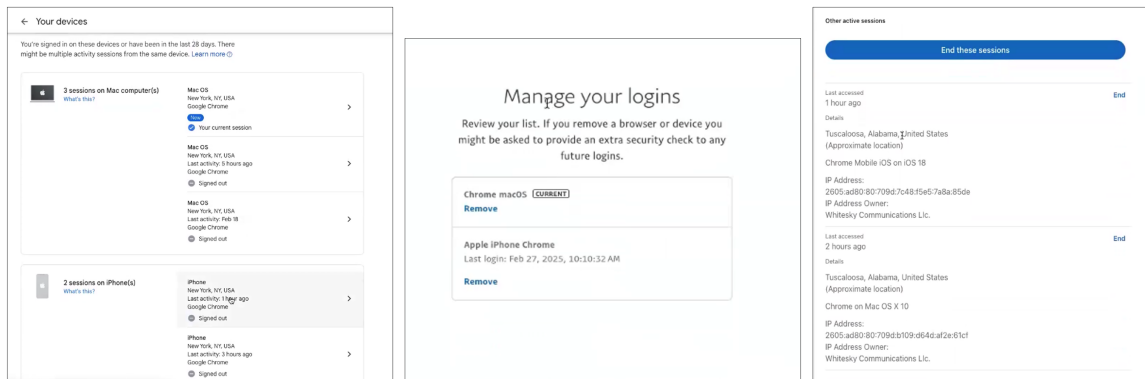 ← Your devices
You're signed in on these devices or have been in the last 28 days. There
might be multiple activity sessions from the same device. Learn more
3 sessions on Mac computer(s)
What's this?
Mac OS
New York, NY, USA
Google Chrome
Now
Your current session
Mac OS
New York, NY, USA
Last activity: 5 hours ago
Google Chrome
Signed out
Mac OS
New York, NY, USA
Last activity: Feb 18
Google Chrome
Signed out
2 sessions on iPhone(s)
What's this?
iPhone
New York, NY, USA
Last activity: 1 hour ago
Google Chrome
Signed out
iPhone
New York, NY, USA
Last activity: 3 hours ago
Google Chrome
Signed out
Manage your logins
Review your list. If you remove a browser or device you
might be asked to provide an extra security check to any
future logins.
Chrome macOS CURRENT
Remove
Apple iPhone Chrome
Last login: Feb 27, 2025, 10:10:32 AM
Remove
Other active sessions
End these sessions
Last accessed
1 hour ago
End
Details
Tuscaloosa, Alabama, United States
(Approximate location)
Chrome Mobile iOS on iOS 18
IP Address:
2605:ad80:80:709d:7c48:f5e5:7a8a:85de
IP Address Owner:
Whitesky Communications Llc.
Last accessed
2 hours ago
End
Details
Tuscaloosa, Alabama, United States
(Approximate location)
Chrome on Mac OS X 10
IP Address:
2605:ad80:80:709d:b109:d64d:af2e:61cf
IP Address Owner:
Whitesky Communications Llc.